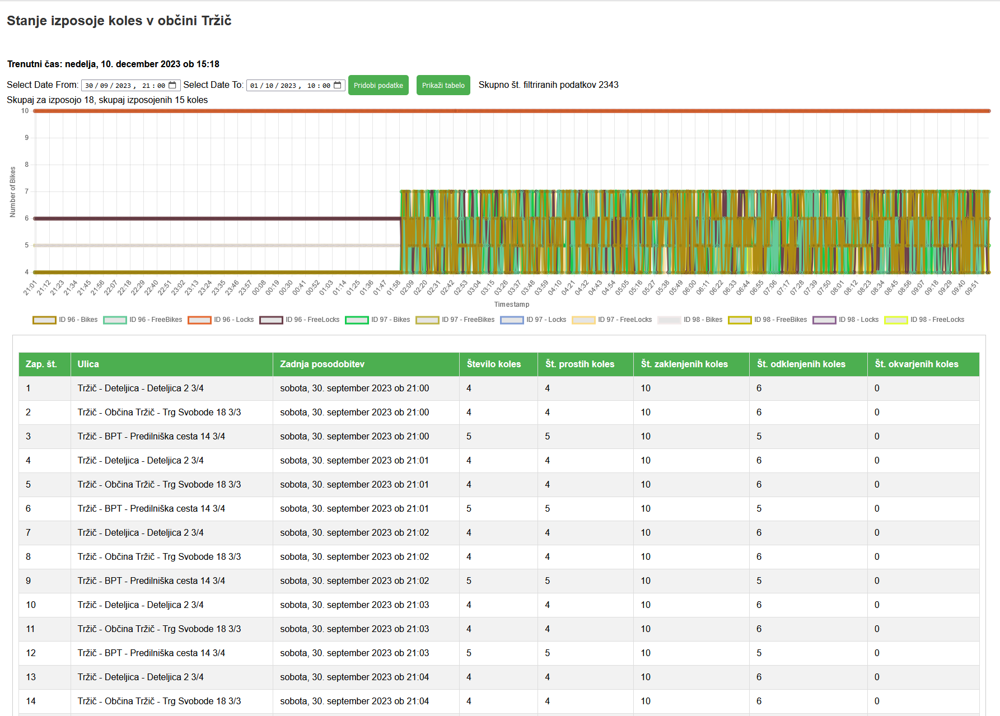 Stanje izposoje koles v občini Tržič
Trenutni čas: nedelja, 10. december 2023 ob 15:18
Select Date From: 30/09/2023, 21:00 Select Date To: 01/10/2023, 10:00 Pridobi podatke Prikaži tabelo Skupno št. filtriranih podatkov 2343
Skupaj za izposojo 18, skupaj izposojenih 15 koles
10
9
8
7
6
5
4
Number of Bikes
21:01 21:12 21:23 21:34 21:45 21:56 22:07 22:18 22:29 22:40 22:51 23:02 23:13 23:24 23:35 23:46 23:57 00:08 00:19 00:30 00:41 00:52 01:03 01:14 01:25 01:36 01:47 01:58 02:09 02:20 02:31 02:42 02:53 03:04 03:15 03:26 03:37 03:48 03:59 04:10 04:21 04:32 04:43 04:54 05:05 05:16 05:27 05:38 05:49 06:00 06:11 06:22 06:33 06:44 06:55 07:06 07:17 07:28 07:39 07:50 08:01 08:12 08:23 08:34 08:45 08:56 09:07 09:18 09:29 09:40 09:51
Timestamp
ID 96 - Bikes ID 96 - FreeBikes ID 96 - Locks ID 96 - FreeLocks ID 97 - Bikes ID 97 - FreeBikes ID 97 - Locks ID 97 - FreeLocks ID 98 - Bikes ID 98 - FreeBikes ID 98 - Locks ID 98 - FreeLocks
Zap. št. Ulica Zadnja posodobitev Število koles Št. prostih koles Št. zaklenjenih koles Št. odklenjenih koles Št. okvarjenih koles
1 Tržič - Deteljica - Deteljica 2 3/4 sobota, 30. september 2023 ob 21:00 4 4 10 6 0
2 Tržič - Občina Tržič - Trg Svobode 18 3/3 sobota, 30. september 2023 ob 21:00 4 4 10 6 0
3 Tržič - BPT - Predilniška cesta 14 3/4 sobota, 30. september 2023 ob 21:00 5 5 10 5 0
4 Tržič - Deteljica - Deteljica 2 3/4 sobota, 30. september 2023 ob 21:01 4 4 10 6 0
5 Tržič - Občina Tržič - Trg Svobode 18 3/3 sobota, 30. september 2023 ob 21:01 4 4 10 6 0
6 Tržič - BPT - Predilniška cesta 14 3/4 sobota, 30. september 2023 ob 21:01 5 5 10 5 0
7 Tržič - Deteljica - Deteljica 2 3/4 sobota, 30. september 2023 ob 21:02 4 4 10 6 0
8 Tržič - Občina Tržič - Trg Svobode 18 3/3 sobota, 30. september 2023 ob 21:02 4 4 10 6 0
9 Tržič - BPT - Predilniška cesta 14 3/4 sobota, 30. september 2023 ob 21:02 5 5 10 5 0
10 Tržič - Deteljica - Deteljica 2 3/4 sobota, 30. september 2023 ob 21:03 4 4 10 6 0
11 Tržič - Občina Tržič - Trg Svobode 18 3/3 sobota, 30. september 2023 ob 21:03 4 4 10 6 0
12 Tržič - BPT - Predilniška cesta 14 3/4 sobota, 30. september 2023 ob 21:03 5 5 10 5 0
13 Tržič - Deteljica - Deteljica 2 3/4 sobota, 30. september 2023 ob 21:04 4 4 10 6 0
14 Tržič - Občina Tržič - Trg Svobode 18 3/3 sobota, 30. september 2023 ob 21:04 4 4 10 6 0